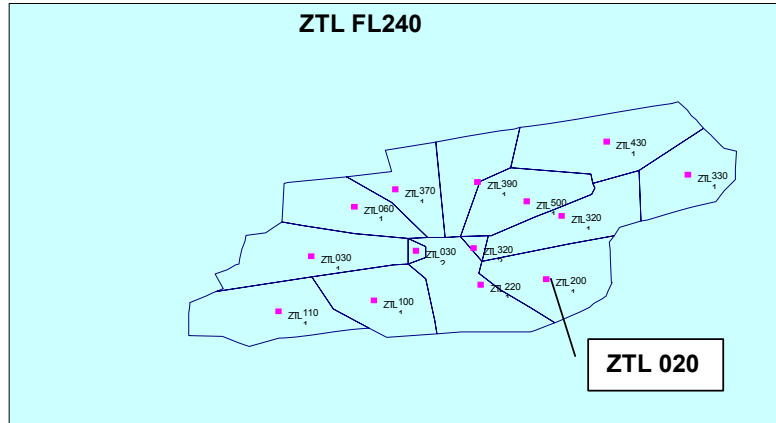 ZTL FL240
ZTL430
1
ZTL330
1
ZTL390
1
ZTL370
1
ZTL500
1
ZTL060
1
ZTL320
1
ZTL030
2
ZTL320
2
ZTL030
1
ZTL200
1
ZTL220
1
ZTL100
1
ZTL110
1
ZTL 020